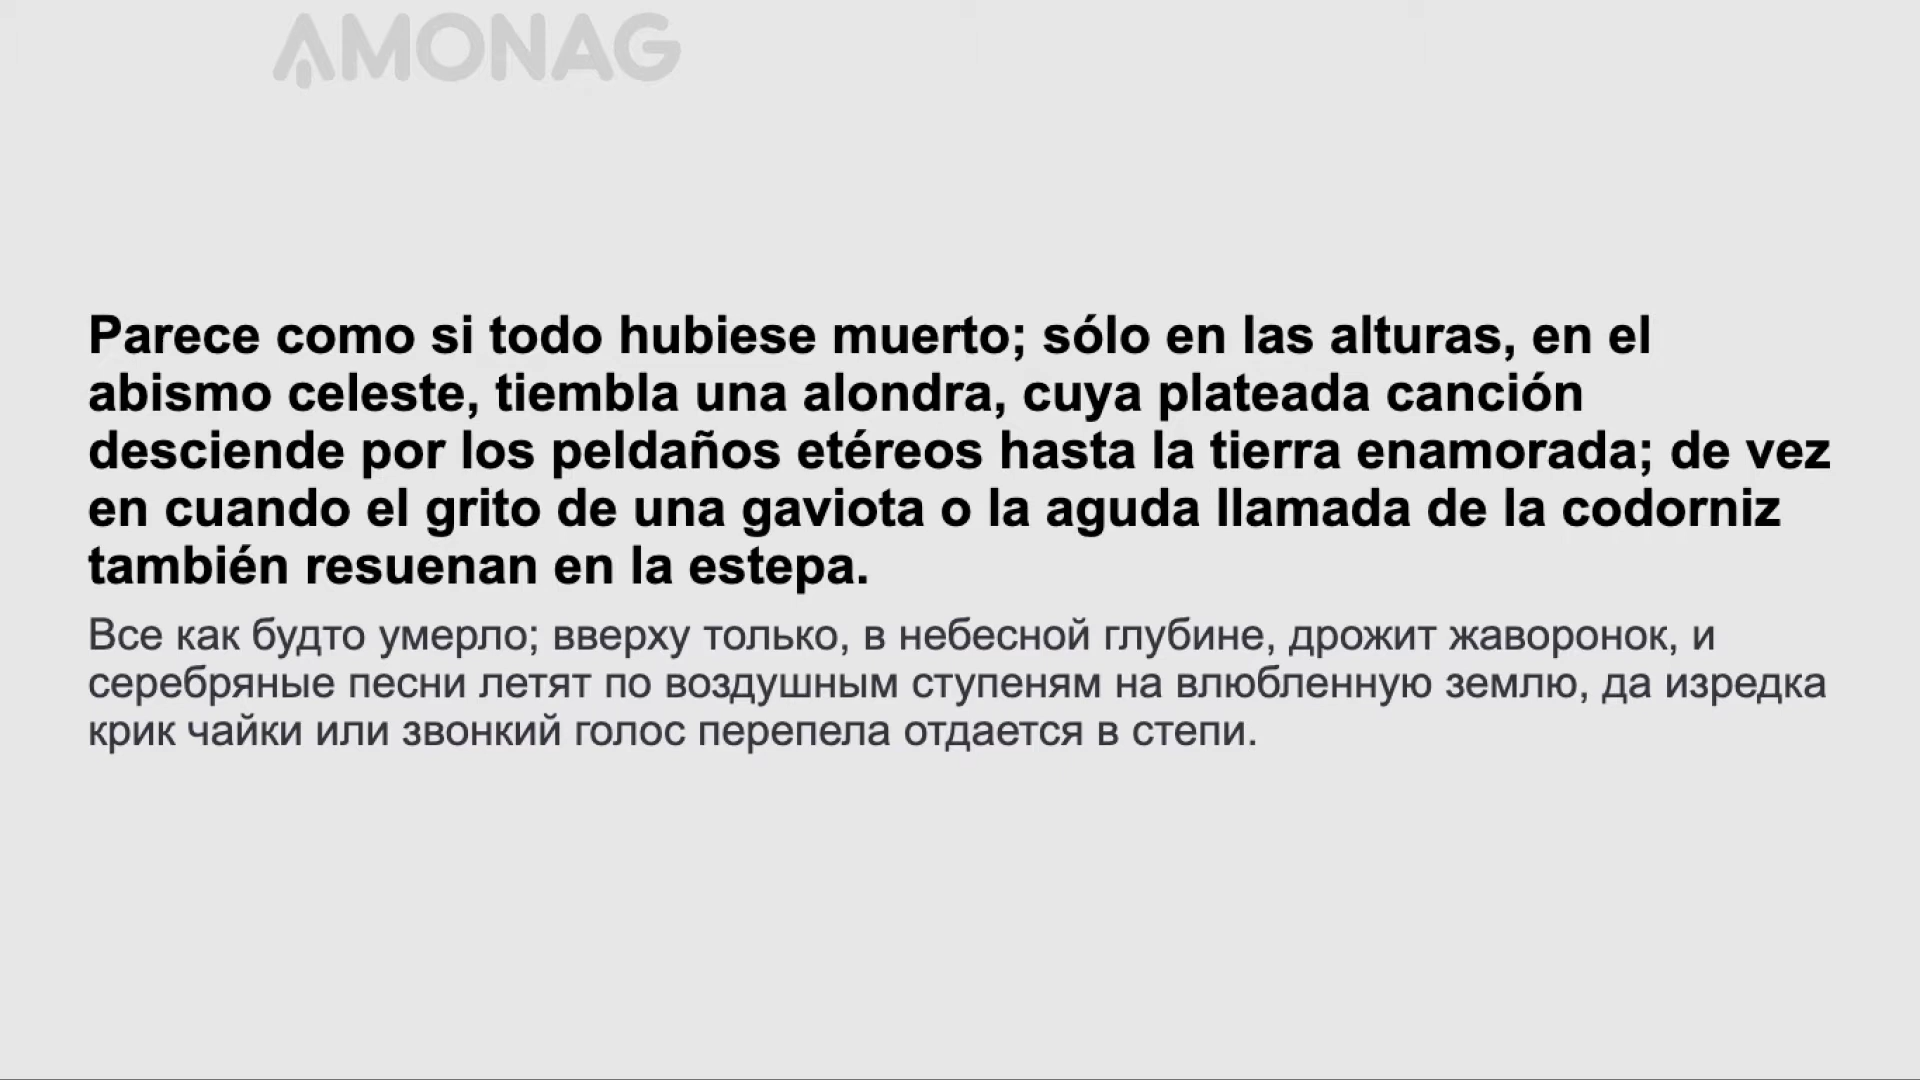 AMONAG
Parece como si todo hubiese muerto; sólo en las alturas, en el
abismo celeste, tiembla una alondra, cuya plateada canción
desciende por los peldaños etéreos hasta la tierra enamorada; de vez
en cuando el grito de una gaviota o la aguda llamada de la codorniz
también resuenan en la estepa.
Все как будто умерло; вверху только, в небесной глубине, дрожит жаворонок, и
серебряные песни летят по воздушным ступеням на влюбленную землю, да изредка
крик чайки или звонкий голос перепела отдается в степи.